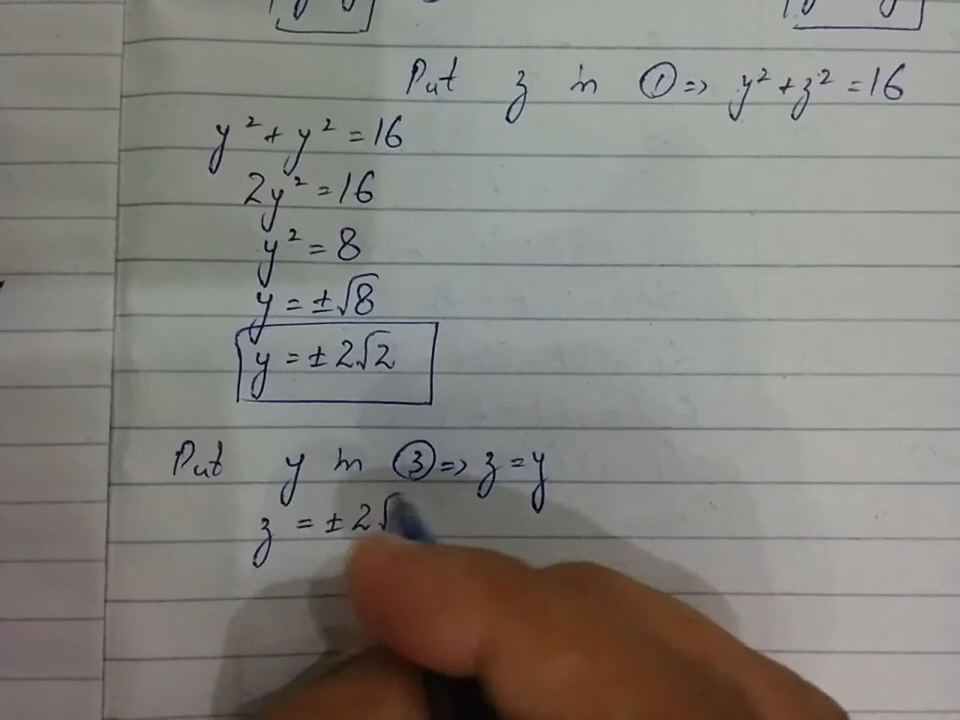 Put z in ① => y² + z² = 16
y² + y² = 16
2y² = 16
y² = 8
y = ±√8
y = ±2√2
Put y in ③ => z = y
z = ±2√